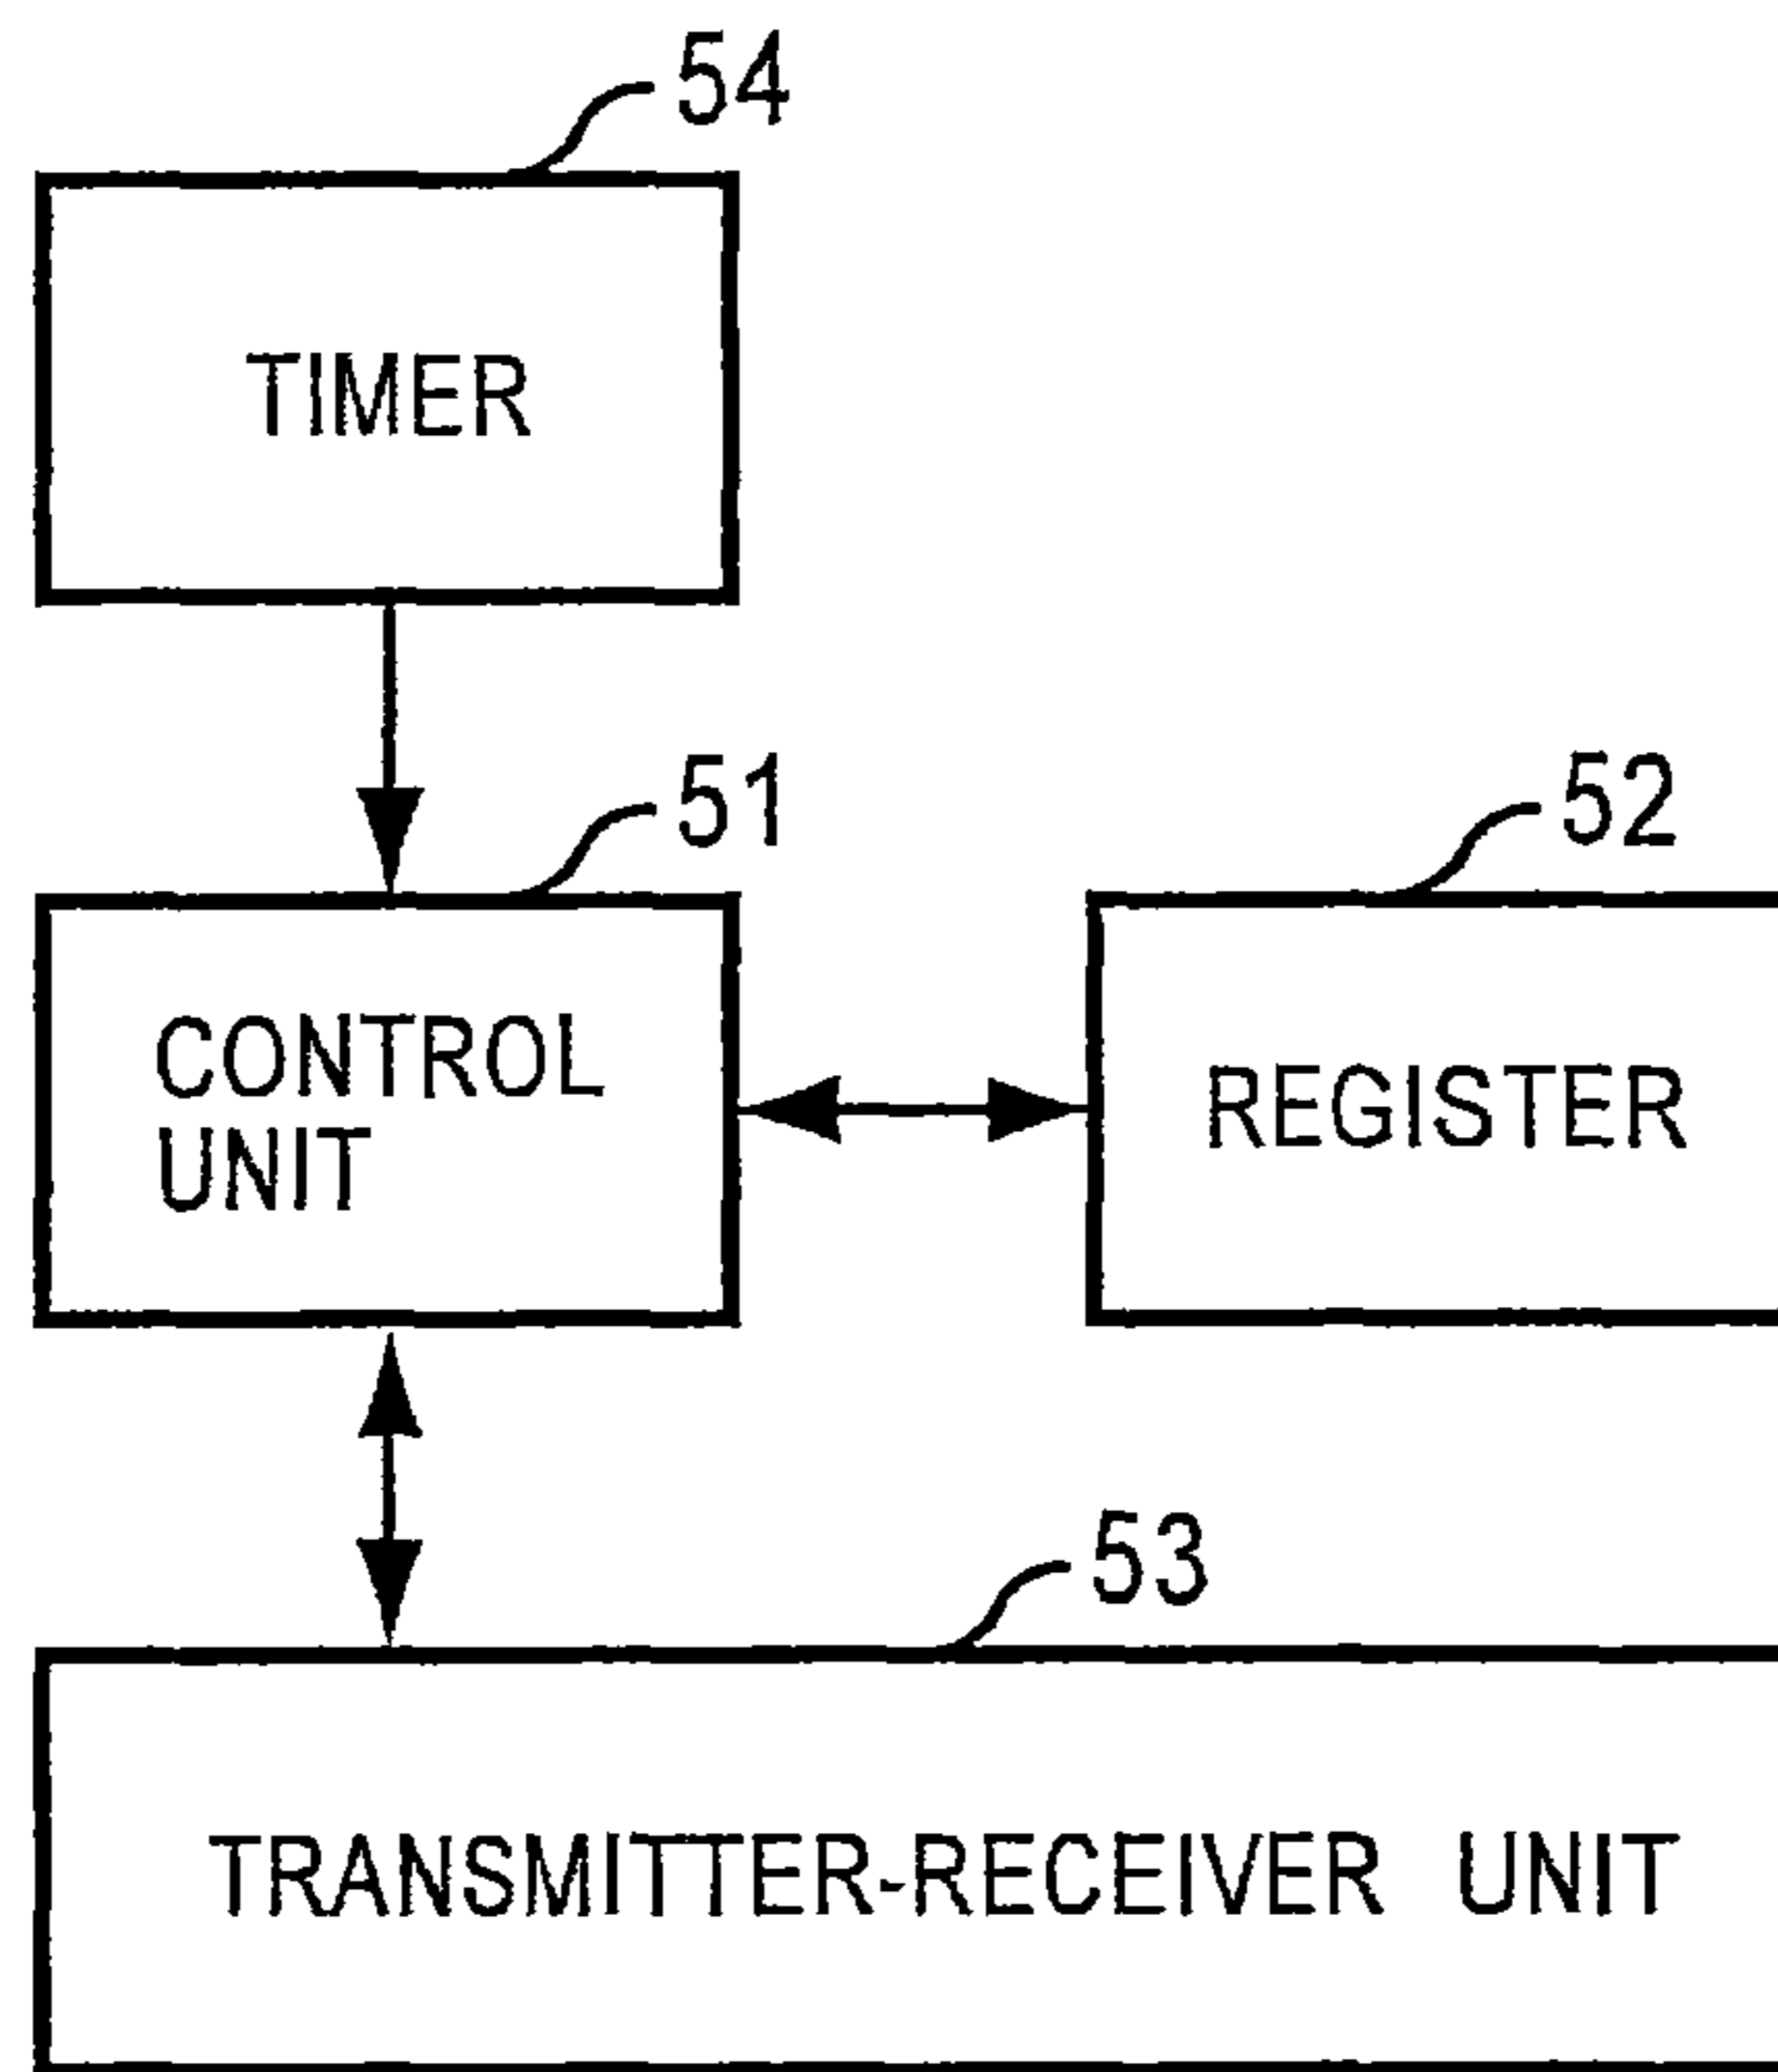 54
TIMER
51
52
CONTROL
UNIT
REGISTER
53
TRANSMITTER-RECEIVER UNIT